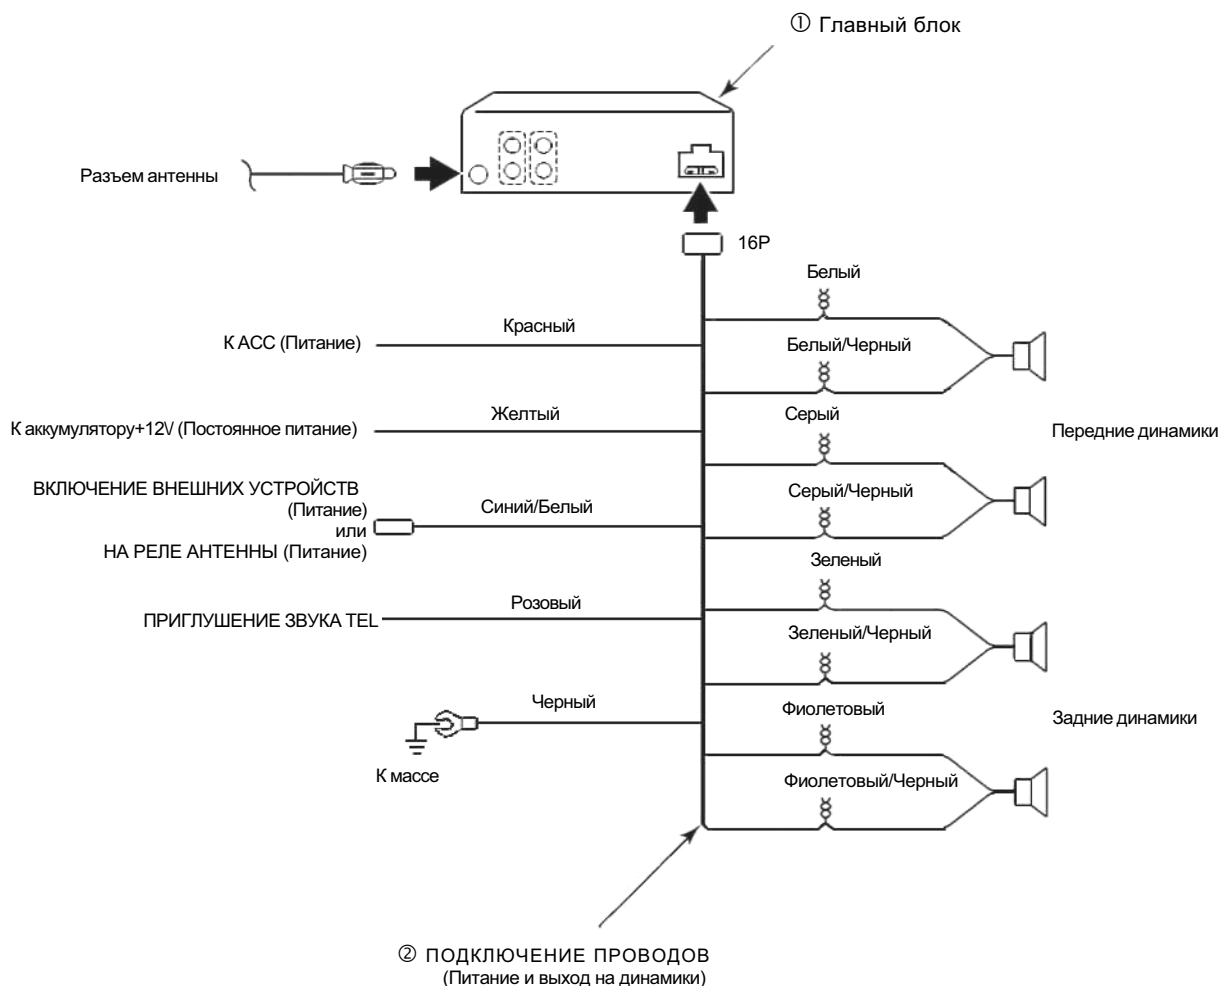 ① Главный блок
Разъем антенны
16P
Белый
Красный
К АСС (Питание)
Белый/Черный
Желтый
К аккумулятору+12V (Постоянное питание)
Серый
Передние динамики
ВКЛЮЧЕНИЕ ВНЕШНИХ УСТРОЙСТВ
(Питание)
или
НА РЕЛЕ АНТЕННЫ (Питание)
Синий/Белый
Серый/Черный
Зеленый
Розовый
ПРИГЛУШЕНИЕ ЗВУКА TEL
Зеленый/Черный
Черный
К массе
Фиолетовый
Задние динамики
Фиолетовый/Черный
② ПОДКЛЮЧЕНИЕ ПРОВОДОВ
(Питание и выход на динамики)